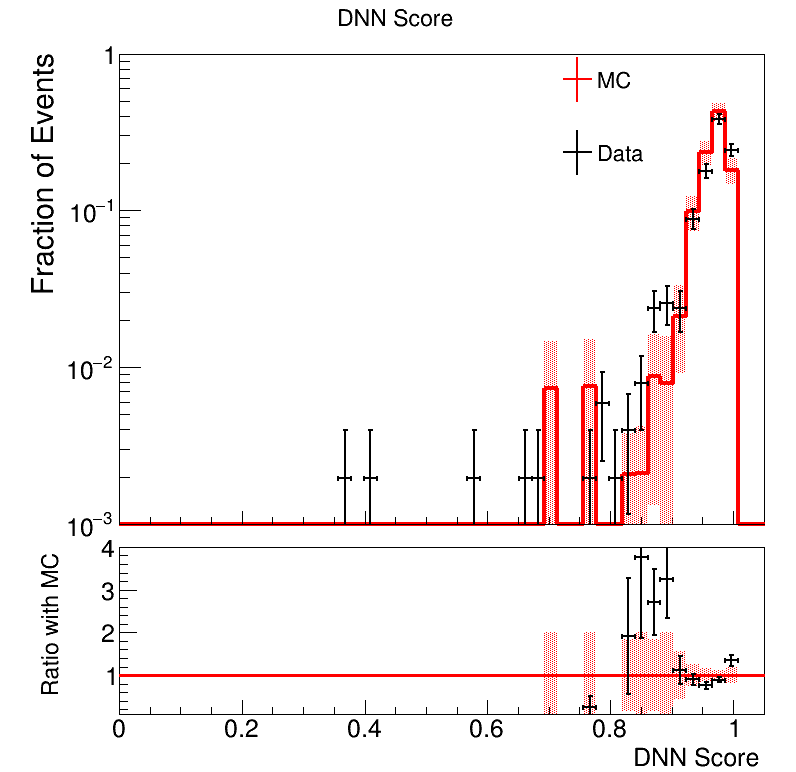 DNN Score
Fraction of Events
1
10⁻¹
10⁻²
10⁻³
MC
Data
Ratio with MC
4
3
2
1
0 0.2 0.4 0.6 0.8 1
DNN Score